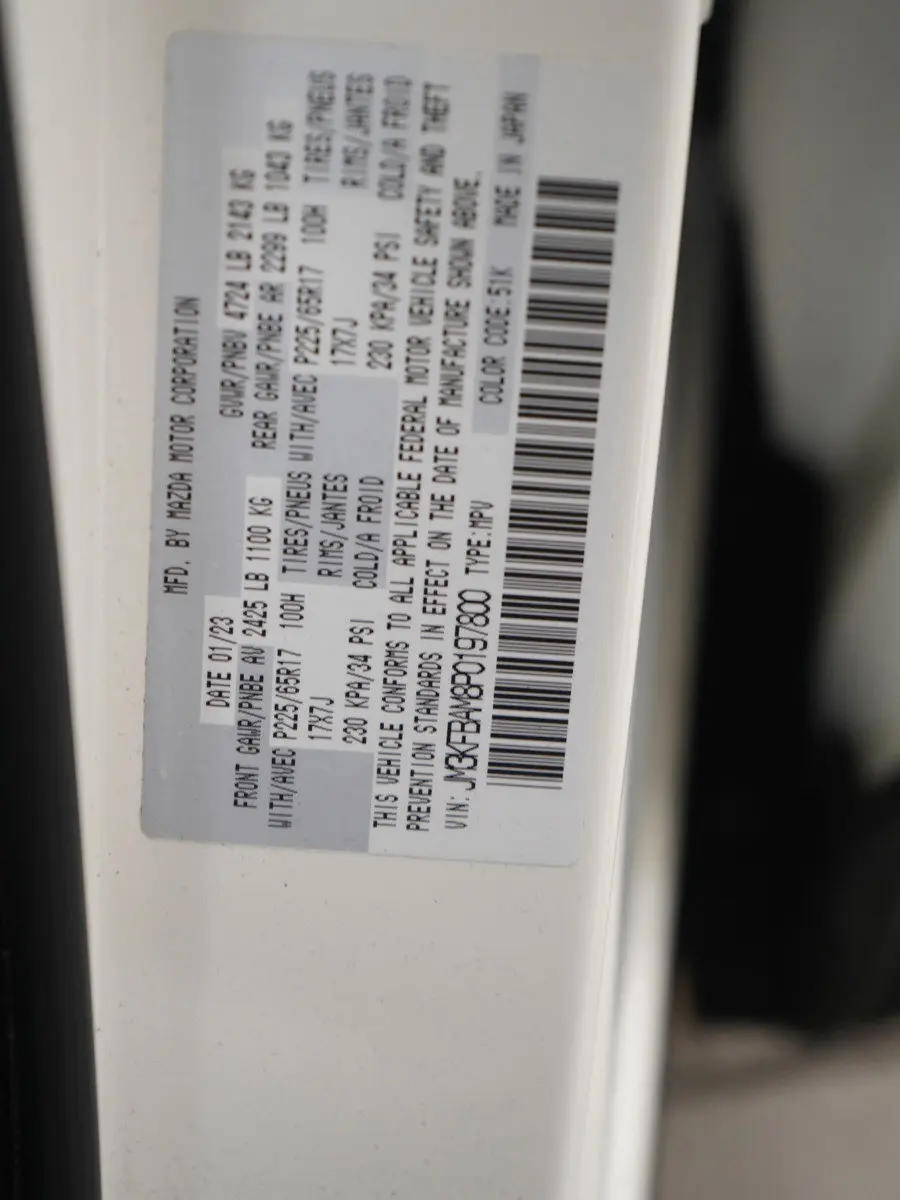 MFD. BY MAZDA MOTOR CORPORATION
DATE 01/23 GVWR/PNBV 4724 LB 2143 KG
FRONT GAWR/PNBE AV 2425 LB 1100 KG REAR GAWR/PNBE AR 2299 LB 1043 KG
WITH/AVEC P225/65R17 100H TIRES/PNEUS WITH/AVEC P225/65R17 100H TIRES/PNEUS
17X7J RIMS/JANTES 17X7J RIMS/JANTES
230 KPA/34 PSI COLD/A FROID 230 KPA/34 PSI COLD/A FROID
THIS VEHICLE CONFORMS TO ALL APPLICABLE FEDERAL MOTOR VEHICLE SAFETY AND THEFT
PREVENTION STANDARDS IN EFFECT ON THE DATE OF MANUFACTURE SHOWN ABOVE.
VIN: JM3KFBAM8P0197800 TYPE:MPV COLOR CODE:51K MADE IN JAPAN